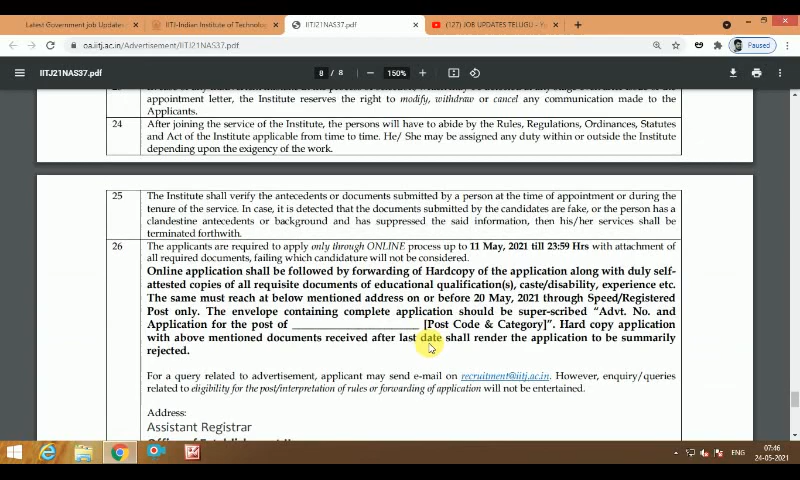 Latest Government job Updates
IITJ-Indian Institute of Technolog
IITJ21NAS37.pdf
(127) JOB UPDATES TELUGU - Yo
oa.iitj.ac.in/Advertisement/IITJ21NAS37.pdf
Paused
IITJ21NAS37.pdf
8 / 8
150%
appointment letter, the Institute reserves the right to modify, withdraw or cancel any communication made to the
Applicants.
24 After joining the service of the Institute, the persons will have to abide by the Rules, Regulations, Ordinances, Statutes
and Act of the Institute applicable from time to time. He/ She may be assigned any duty within or outside the Institute
depending upon the exigency of the work.
25 The Institute shall verify the antecedents or documents submitted by a person at the time of appointment or during the
tenure of the service. In case, it is detected that the documents submitted by the candidates are fake, or the person has a
clandestine antecedents or background and has suppressed the said information, then his/her services shall be
terminated forthwith.
26 The applicants are required to apply only through ONLINE process up to 11 May, 2021 till 23:59 Hrs with attachment of
all required documents, failing which candidature will not be considered.
Online application shall be followed by forwarding of Hardcopy of the application along with duly self-
attested copies of all requisite documents of educational qualification(s), caste/disability, experience etc.
The same must reach at below mentioned address on or before 20 May, 2021 through Speed/Registered
Post only. The envelope containing complete application should be super-scribed “Advt. No. and
Application for the post of ____________________ [Post Code & Category]”. Hard copy application
with above mentioned documents received after last date shall render the application to be summarily
rejected.
For a query related to advertisement, applicant may send e-mail on recruitment@iitj.ac.in. However, enquiry/queries
related to eligibility for the post/interpretation of rules or forwarding of application will not be entertained.
Address:
Assistant Registrar
ENG
07:46
24-05-2021